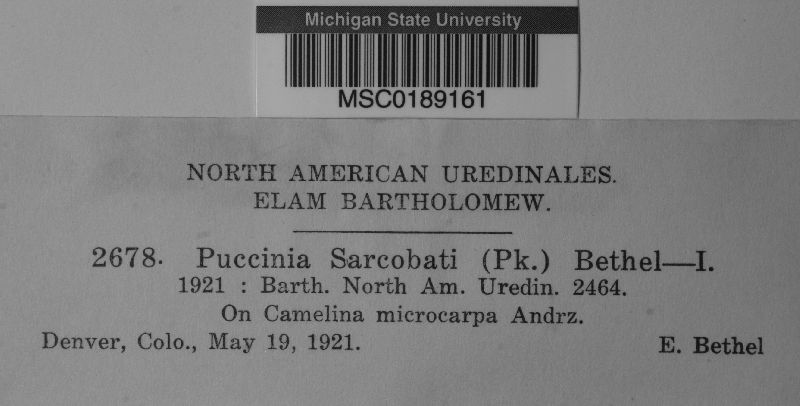 Michigan State University
MSC0189161
NORTH AMERICAN UREDINALES.
ELAM BARTHOLOMEW.
2678. Puccinia Sarcobati (Pk.) Bethel—I.
1921 : Barth. North Am. Uredin. 2464.
On Camelina microcarpa Andrz.
Denver, Colo., May 19, 1921. E. Bethel